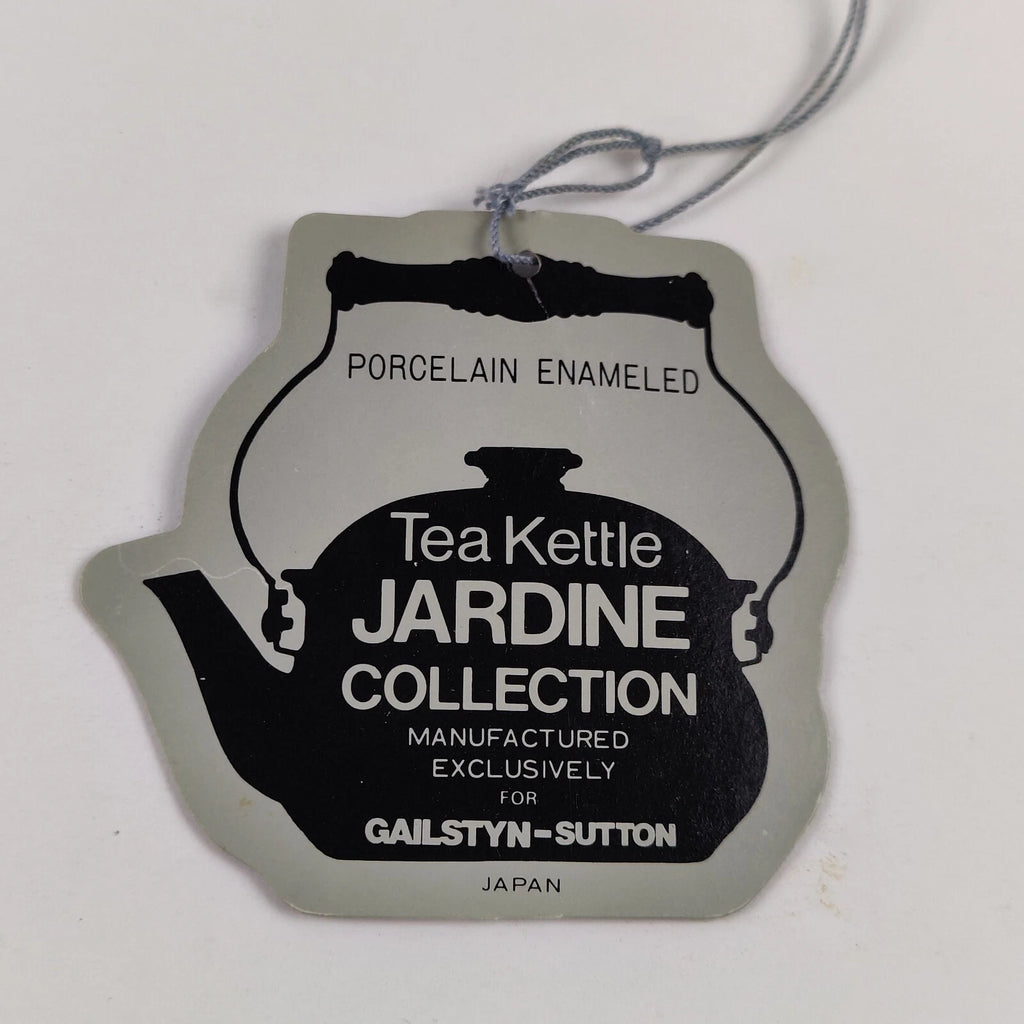 PORCELAIN ENAMELED
Tea Kettle
JARDINE
COLLECTION
MANUFACTURED
EXCLUSIVELY
FOR
GAILSTYN-SUTTON
JAPAN